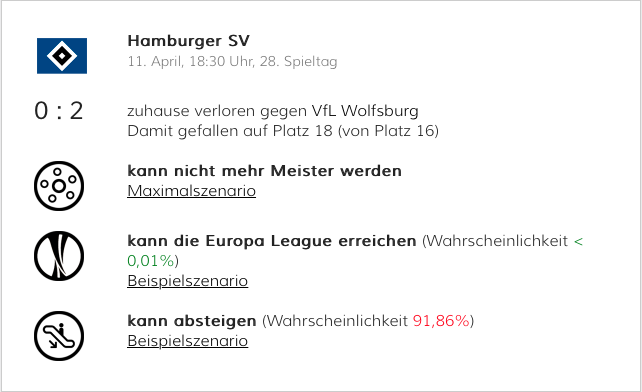 Hamburger SV
11. April, 18:30 Uhr, 28. Spieltag
0 : 2
zuhause verloren gegen VfL Wolfsburg
Damit gefallen auf Platz 18 (von Platz 16)
kann nicht mehr Meister werden
Maximalszenario
kann die Europa League erreichen (Wahrscheinlichkeit <
0,01%)
Beispielszenario
kann absteigen (Wahrscheinlichkeit 91,86%)
Beispielszenario